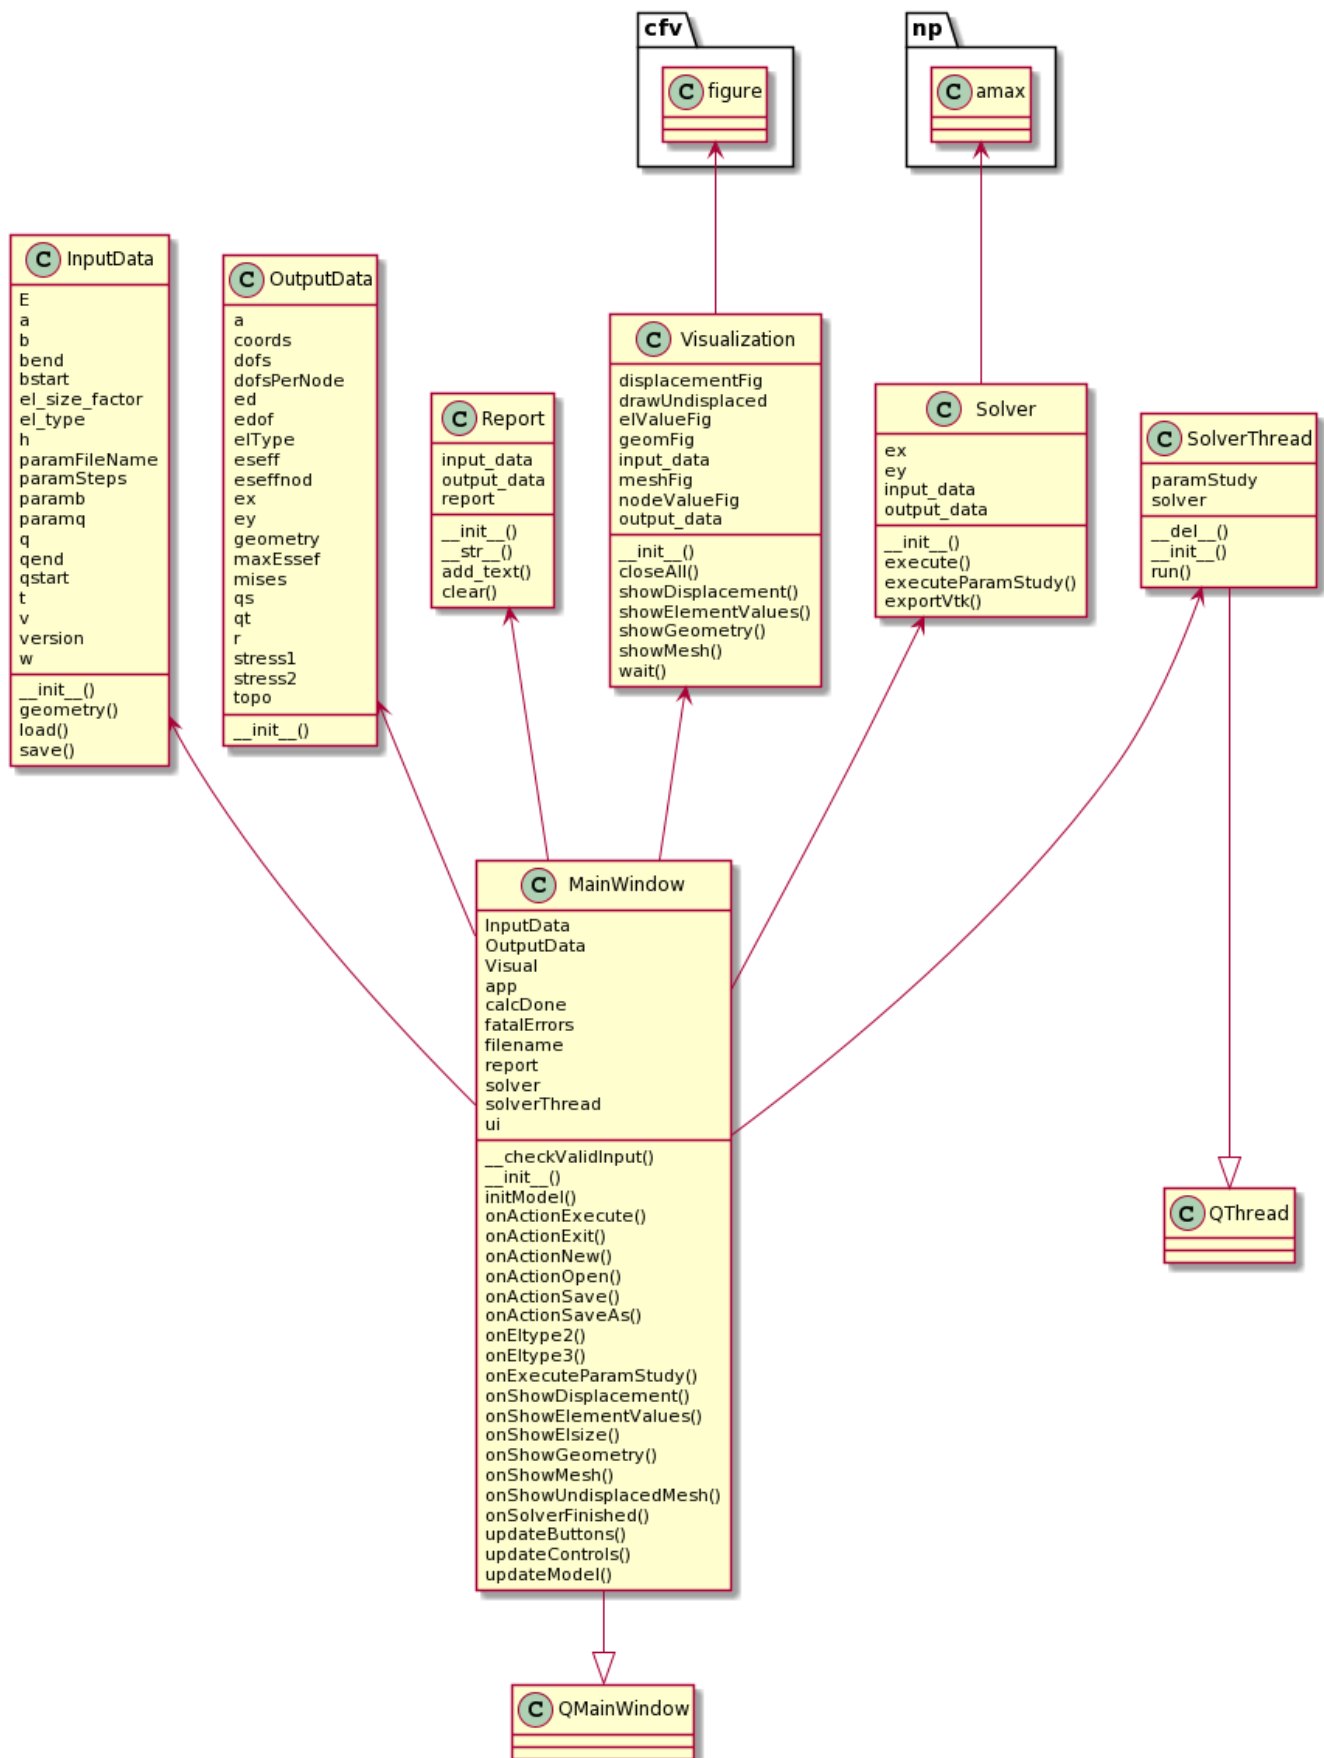 cfv
C figure
np
C amax
C InputData
E
a
b
bend
bstart
el_size_factor
el_type
h
paramFileName
paramSteps
paramb
paramq
q
qend
qstart
t
v
version
w
__init__()
geometry()
load()
save()
C OutputData
a
coords
dofs
dofsPerNode
ed
edof
elType
eseff
eseffnod
ex
ey
geometry
maxEssef
mises
qs
qt
r
stress1
stress2
topo
__init__()
C Report
input_data
output_data
report
__init__()
__str__()
add_text()
clear()
C Visualization
displacementFig
drawUndisplaced
elValueFig
geomFig
input_data
meshFig
nodeValueFig
output_data
__init__()
closeAll()
showDisplacement()
showElementValues()
showGeometry()
showMesh()
wait()
C Solver
ex
ey
input_data
output_data
__init__()
execute()
executeParamStudy()
exportVtk()
C SolverThread
paramStudy
solver
__del__()
__init__()
run()
C MainWindow
InputData
OutputData
Visual
app
calcDone
fatalErrors
filename
report
solver
solverThread
ui
__checkValidInput()
__init__()
initModel()
onActionExecute()
onActionExit()
onActionNew()
onActionOpen()
onActionSave()
onActionSaveAs()
onEltype2()
onEltype3()
onExecuteParamStudy()
onShowDisplacement()
onShowElementValues()
onShowElsize()
onShowGeometry()
onShowMesh()
onShowUndisplacedMesh()
onSolverFinished()
updateButtons()
updateControls()
updateModel()
C QThread
C QMainWindow